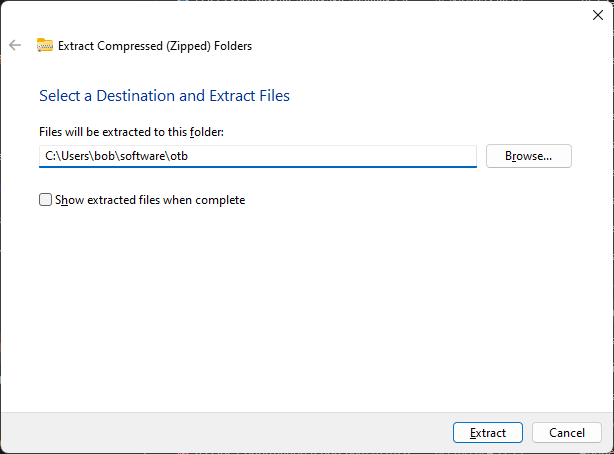 Extract Compressed (Zipped) Folders
Select a Destination and Extract Files
Files will be extracted to this folder:
C:\Users\bob\software\otb
Browse...
Show extracted files when complete
Extract
Cancel